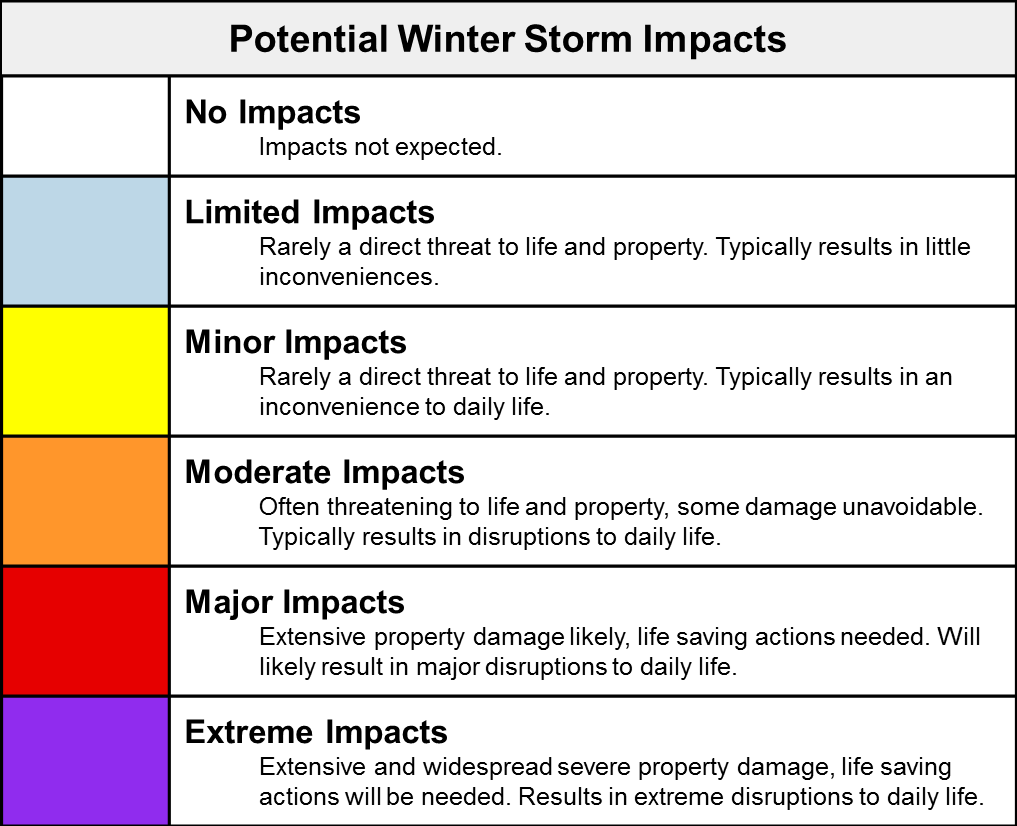 Potential Winter Storm Impacts
No Impacts
Impacts not expected.
Limited Impacts
Rarely a direct threat to life and property. Typically results in little
inconveniences.
Minor Impacts
Rarely a direct threat to life and property. Typically results in an
inconvenience to daily life.
Moderate Impacts
Often threatening to life and property, some damage unavoidable.
Typically results in disruptions to daily life.
Major Impacts
Extensive property damage likely, life saving actions needed. Will
likely result in major disruptions to daily life.
Extreme Impacts
Extensive and widespread severe property damage, life saving
actions will be needed. Results in extreme disruptions to daily life.